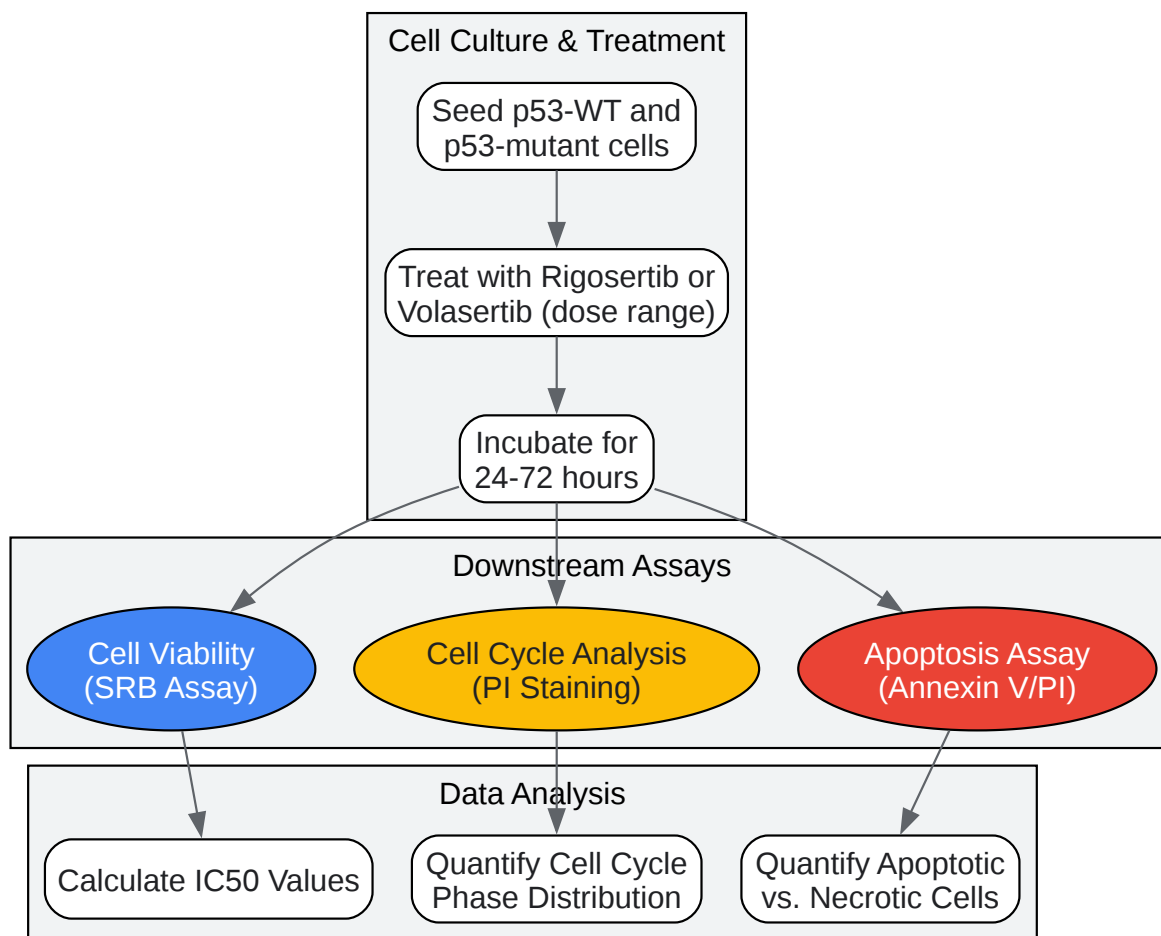 Cell Culture & Treatment
Seed p53-WT and
p53-mutant cells
Treat with Rigosertib or
Volasertib (dose range)
Incubate for
24-72 hours
Downstream Assays
Cell Viability
(SRB Assay)
Cell Cycle Analysis
(PI Staining)
Apoptosis Assay
(Annexin V/PI)
Data Analysis
Calculate IC50 Values
Quantify Cell Cycle
Phase Distribution
Quantify Apoptotic
vs. Necrotic Cells